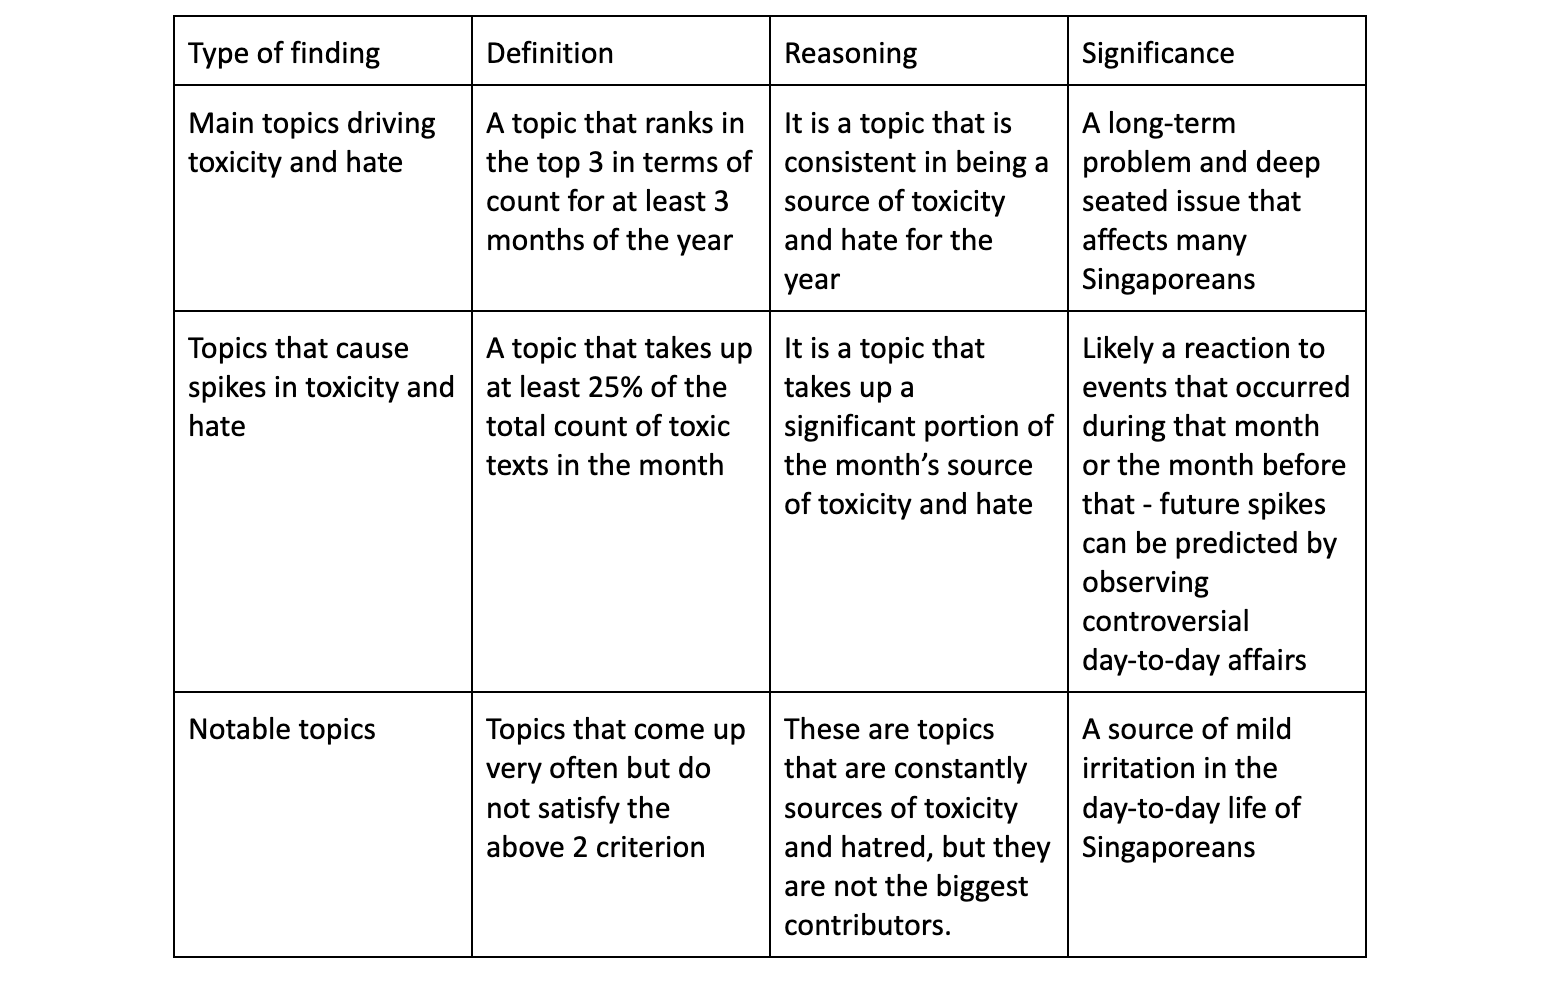 Type of finding
Definition
Reasoning
Significance
Main topics driving
toxicity and hate
A topic that ranks in
the top 3 in terms of
count for at least 3
months of the year
It is a topic that is
consistent in being a
source of toxicity
and hate for the
year
A long-term
problem and deep
seated issue that
affects many
Singaporeans
Topics that cause
spikes in toxicity and
hate
A topic that takes up
at least 25% of the
total count of toxic
texts in the month
It is a topic that
takes up a
significant portion of
the month’s source
of toxicity and hate
Likely a reaction to
events that occurred
during that month
or the month before
that - future spikes
can be predicted by
observing
controversial
day-to-day affairs
Notable topics
Topics that come up
very often but do
not satisfy the
above 2 criterion
These are topics
that are constantly
sources of toxicity
and hatred, but they
are not the biggest
contributors.
A source of mild
irritation in the
day-to-day life of
Singaporeans